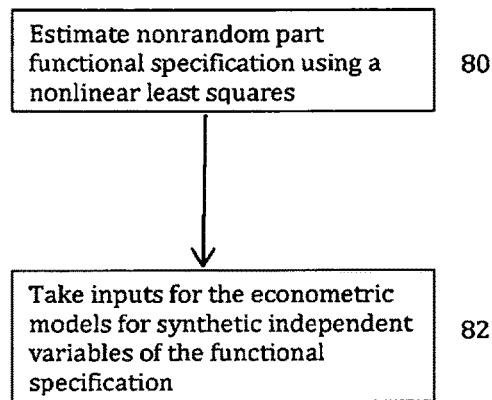 Estimate nonrandom part
functional specification using a
nonlinear least squares
80
Take inputs for the econometric
models for synthetic independent
variables of the functional
specification
82